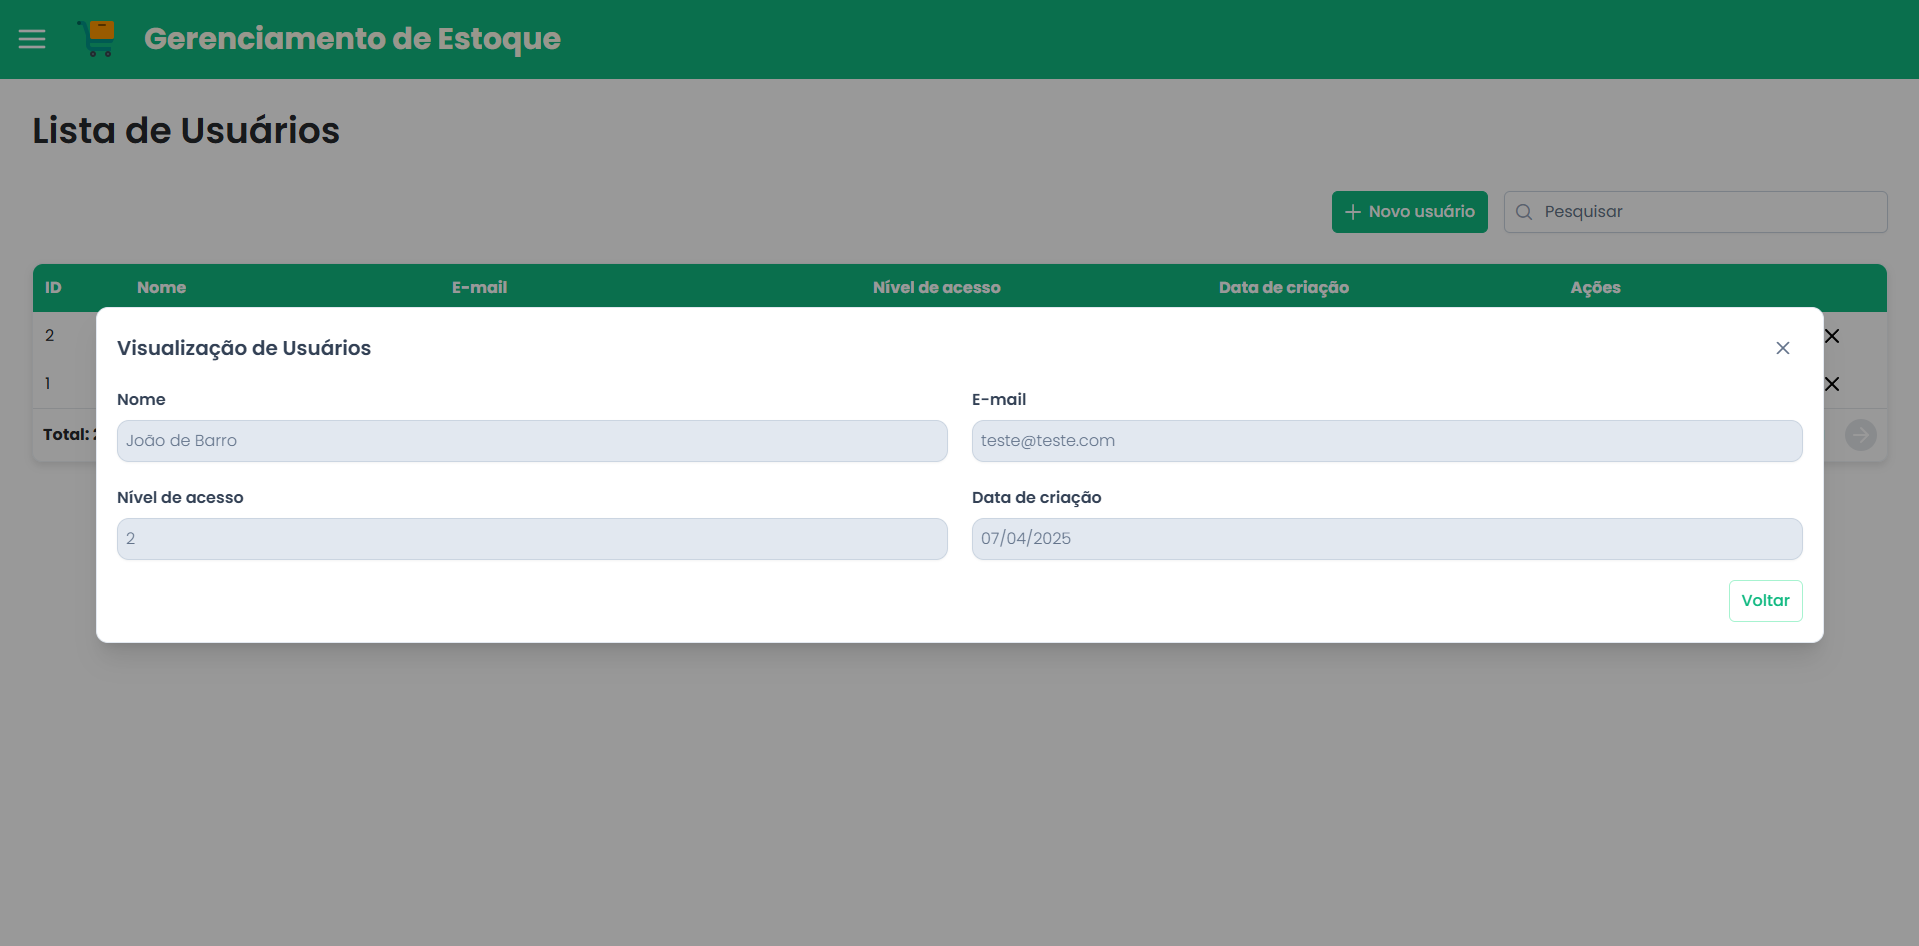 Gerenciamento de Estoque
Lista de Usuários
Novo usuário
Pesquisar
ID Nome E-mail Nível de acesso Data de criação Ações
2
1
Total: 2
Visualização de Usuários
Nome E-mail
João de Barro teste@teste.com
Nível de acesso Data de criação
2 07/04/2025
Voltar